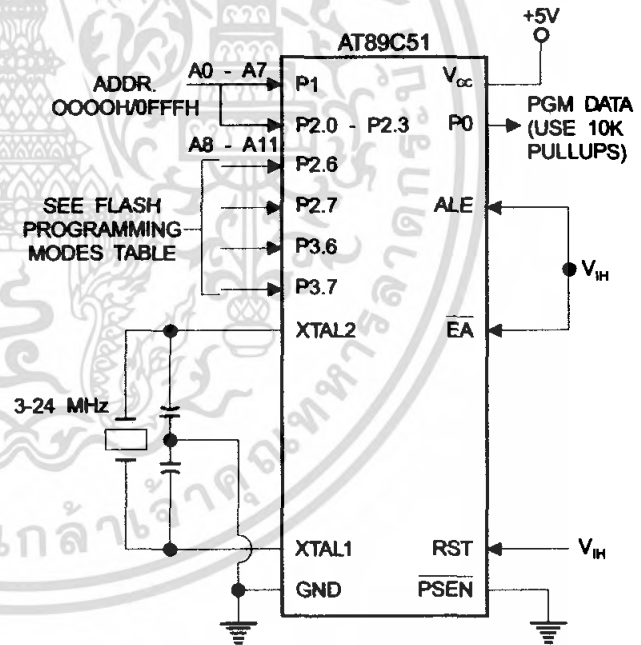 +5V
AT89C51
ADDR.
OOOOH/0FFFH
A0 - A7
P1
VCC
P2.0 - P2.3
P0
PGM DATA
(USE 10K
PULLUPS)
A8 - A11
P2.6
SEE FLASH
PROGRAMMING
MODES TABLE
P2.7
ALE
P3.6
VIH
P3.7
XTAL2
EA
3-24 MHz
XTAL1
RST
VIH
GND
PSEN